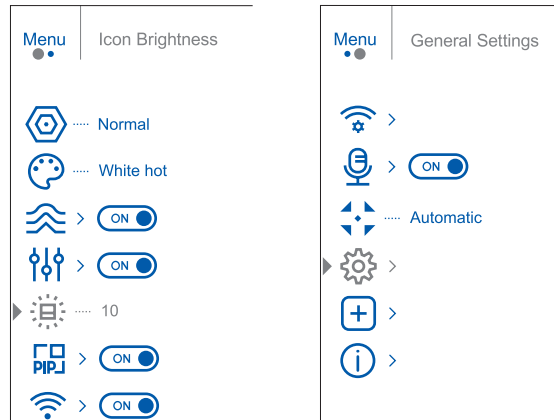 Menu Icon Brightness
Normal
White hot
ON
ON
10
PIP ON
ON
Menu General Settings
ON
Automatic